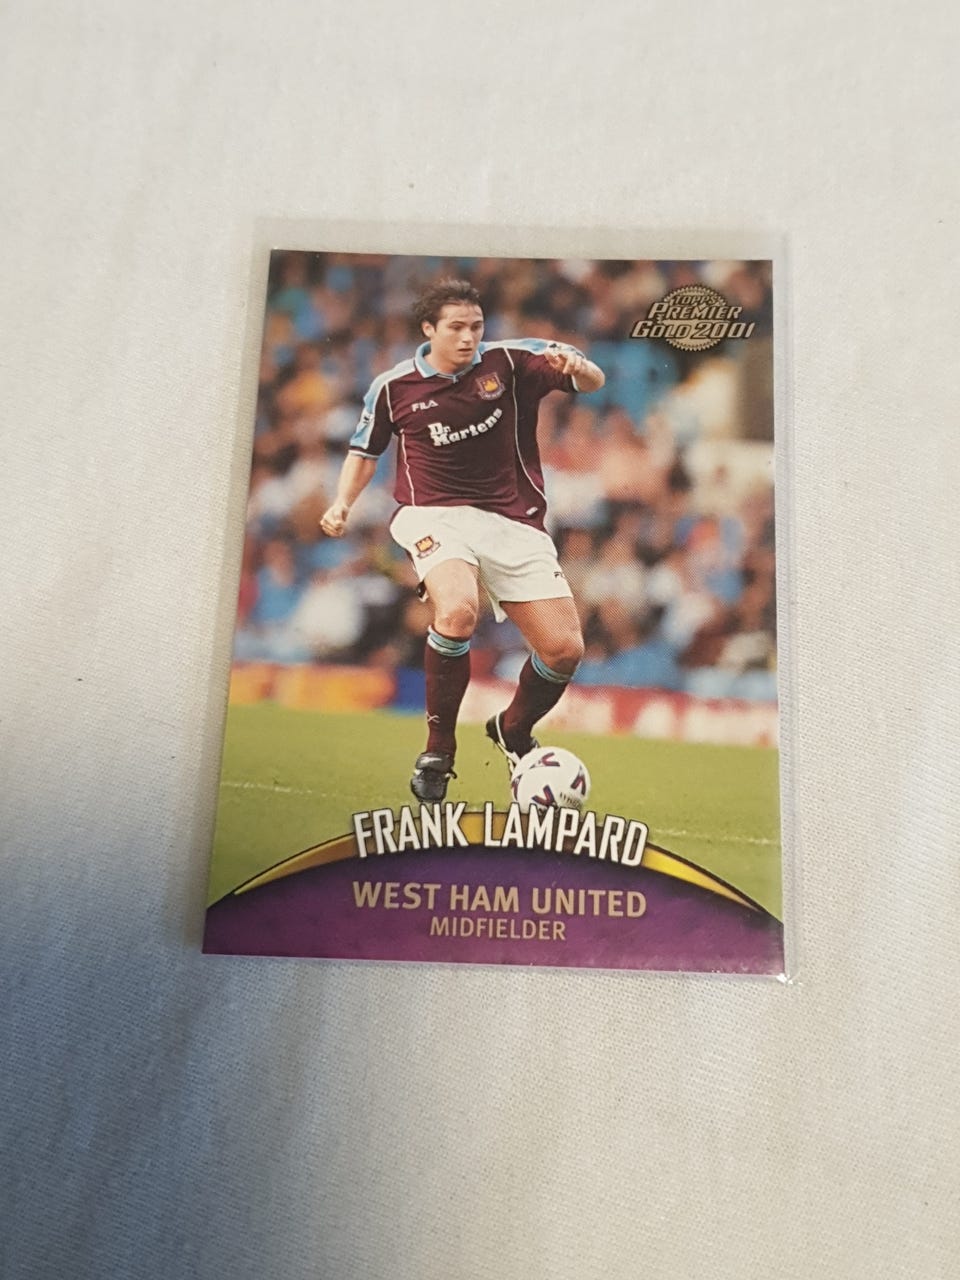 TOPPS
PREMIER
GOLD 2001
FILA
Dr.
Martens
FRANK LAMPARD
WEST HAM UNITED
MIDFIELDER